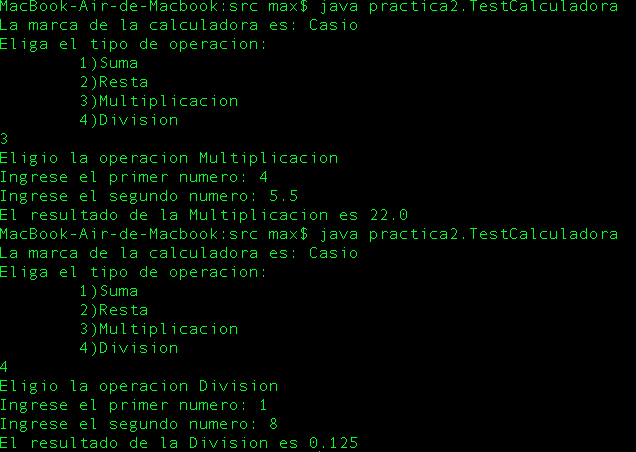 MacBook-Air-de-Macbook:src max$ java practica2.TestCalculadora
La marca de la calculadora es: Casio
Eliga el tipo de operacion:
1)Suma
2)Resta
3)Multiplicacion
4)Division
3
Eligio la operacion Multiplicacion
Ingrese el primer numero: 4
Ingrese el segundo numero: 5.5
El resultado de la Multiplicacion es 22.0
MacBook-Air-de-Macbook:src max$ java practica2.TestCalculadora
La marca de la calculadora es: Casio
Eliga el tipo de operacion:
1)Suma
2)Resta
3)Multiplicacion
4)Division
4
Eligio la operacion Division
Ingrese el primer numero: 1
Ingrese el segundo numero: 8
El resultado de la Division es 0.125